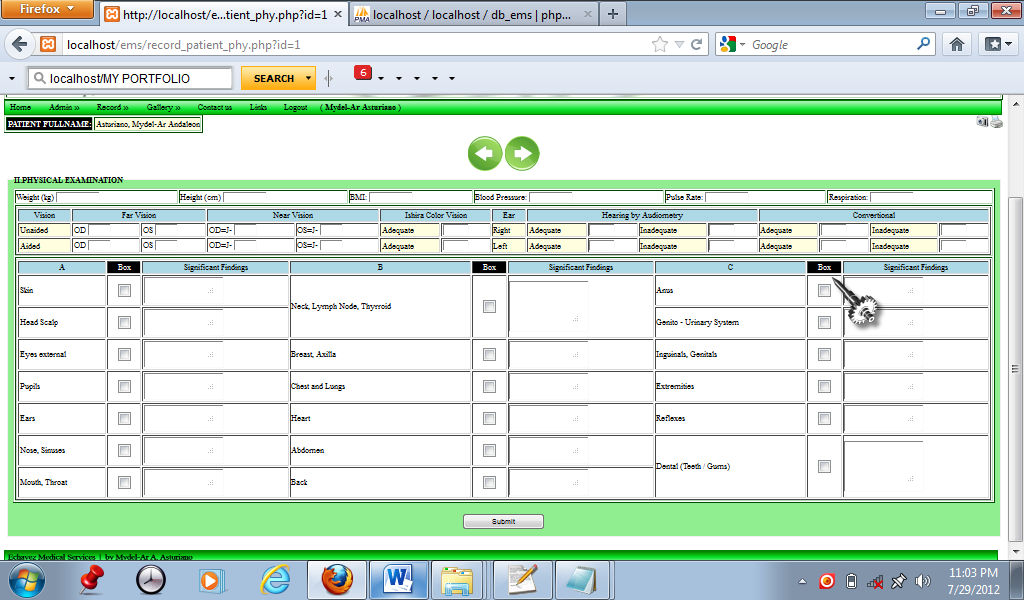 Firefox
http://localhost/e...tient_phy.php?id=1
PMA localhost / localhost / db_ems | php...
localhost/ems/record_patient_phy.php?id=1
Google
localhost/MY PORTFOLIO
SEARCH
6
Home Admin » Record » Gallery » Contact us Links Logout ( Mydel-Ar Asturiano )
PATIENT FULLNAME: Asturiano, Mydel-Ar Andaleon
II.PHYSICAL EXAMINATION
Weight (kg) Height (cm) BMI: Blood Pressure: Pulse Rate: Respiration:
Vision Far Vision Near Vision Ishira Color Vision Ear Hearing by Audiometry Convertional
Unaided OD OS OD=J- OS=J- Adequate Right Adequate Inadequate Adequate Inadequate
Aided OD OS OD=J- OS=J- Adequate Left Adequate Inadequate Adequate Inadequate
A Box Significant Findings B Box Significant Findings C Box Significant Findings
Skin Anus
Neck, Lymph Node, Thyrroid
Head Scalp Genito - Urinary System
Eyes external Breast, Axilla Inguinals, Genitals
Pupils Chest and Lungs Extremities
Ears Heart Reflexes
Nose, Sinuses Abdomen
Dental (Teeth / Gums)
Mouth, Throat Back
Submit
Echavez Medical Services | by Mydel-Ar A. Asturiano
11:03 PM
7/29/2012